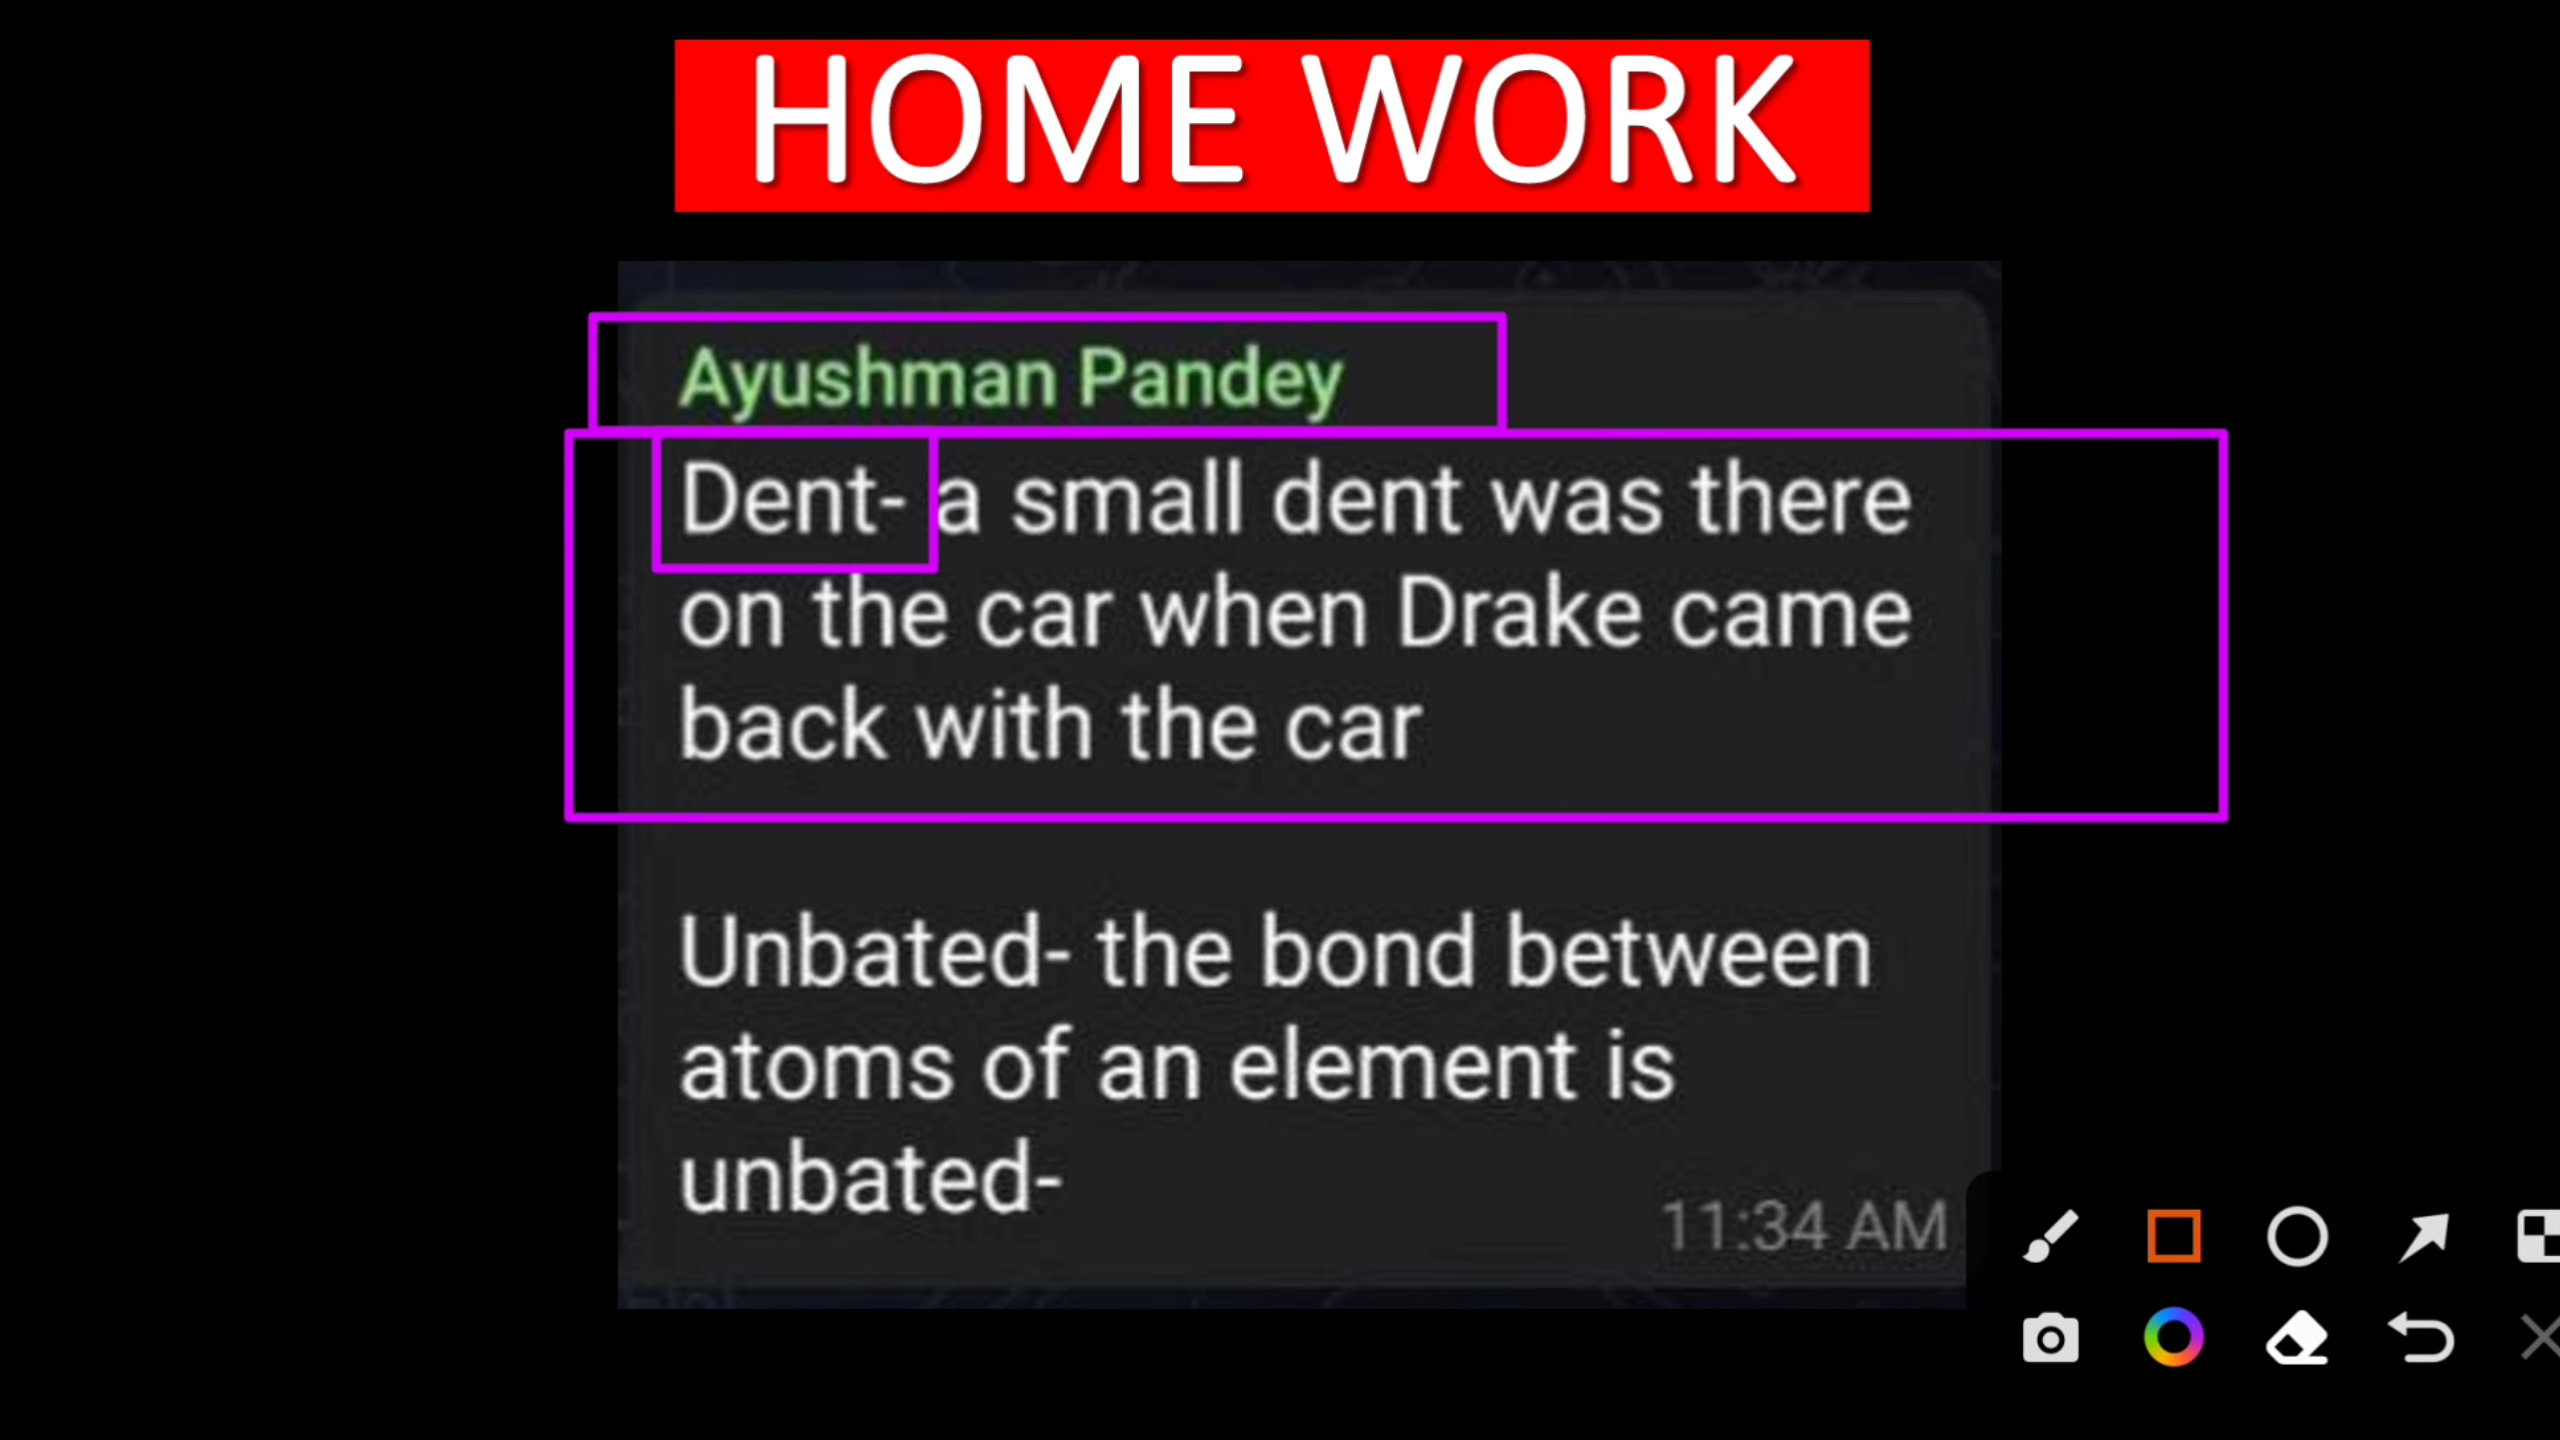 HOME WORK
Ayushman Pandey
Dent- a small dent was there
on the car when Drake came
back with the car
Unbated- the bond between
atoms of an element is
unbated-
11:34 AM